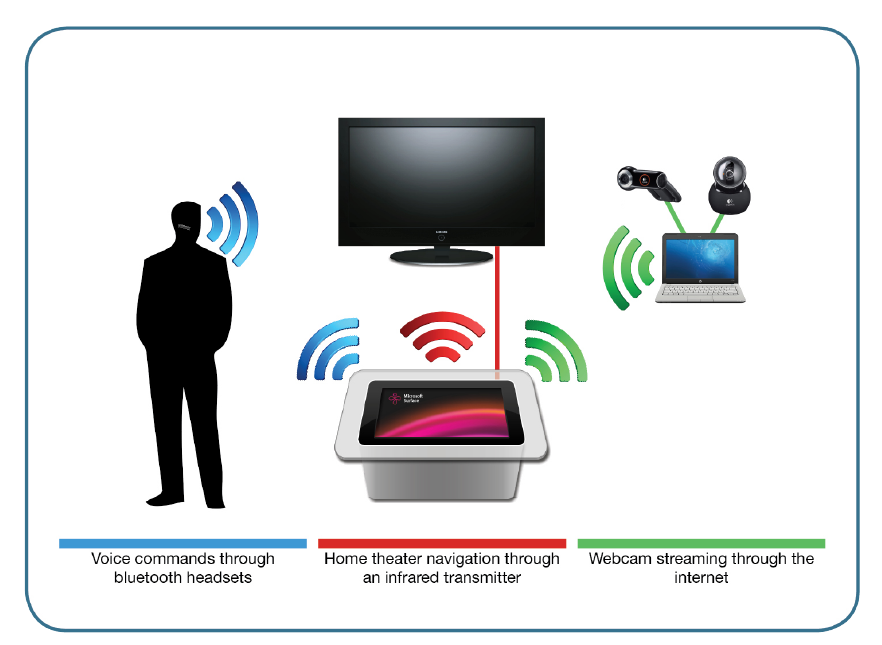 SAMSUNG
Microsoft
Surface
Voice commands through
bluetooth headsets
Home theater navigation through
an infrared transmitter
Webcam streaming through the
internet